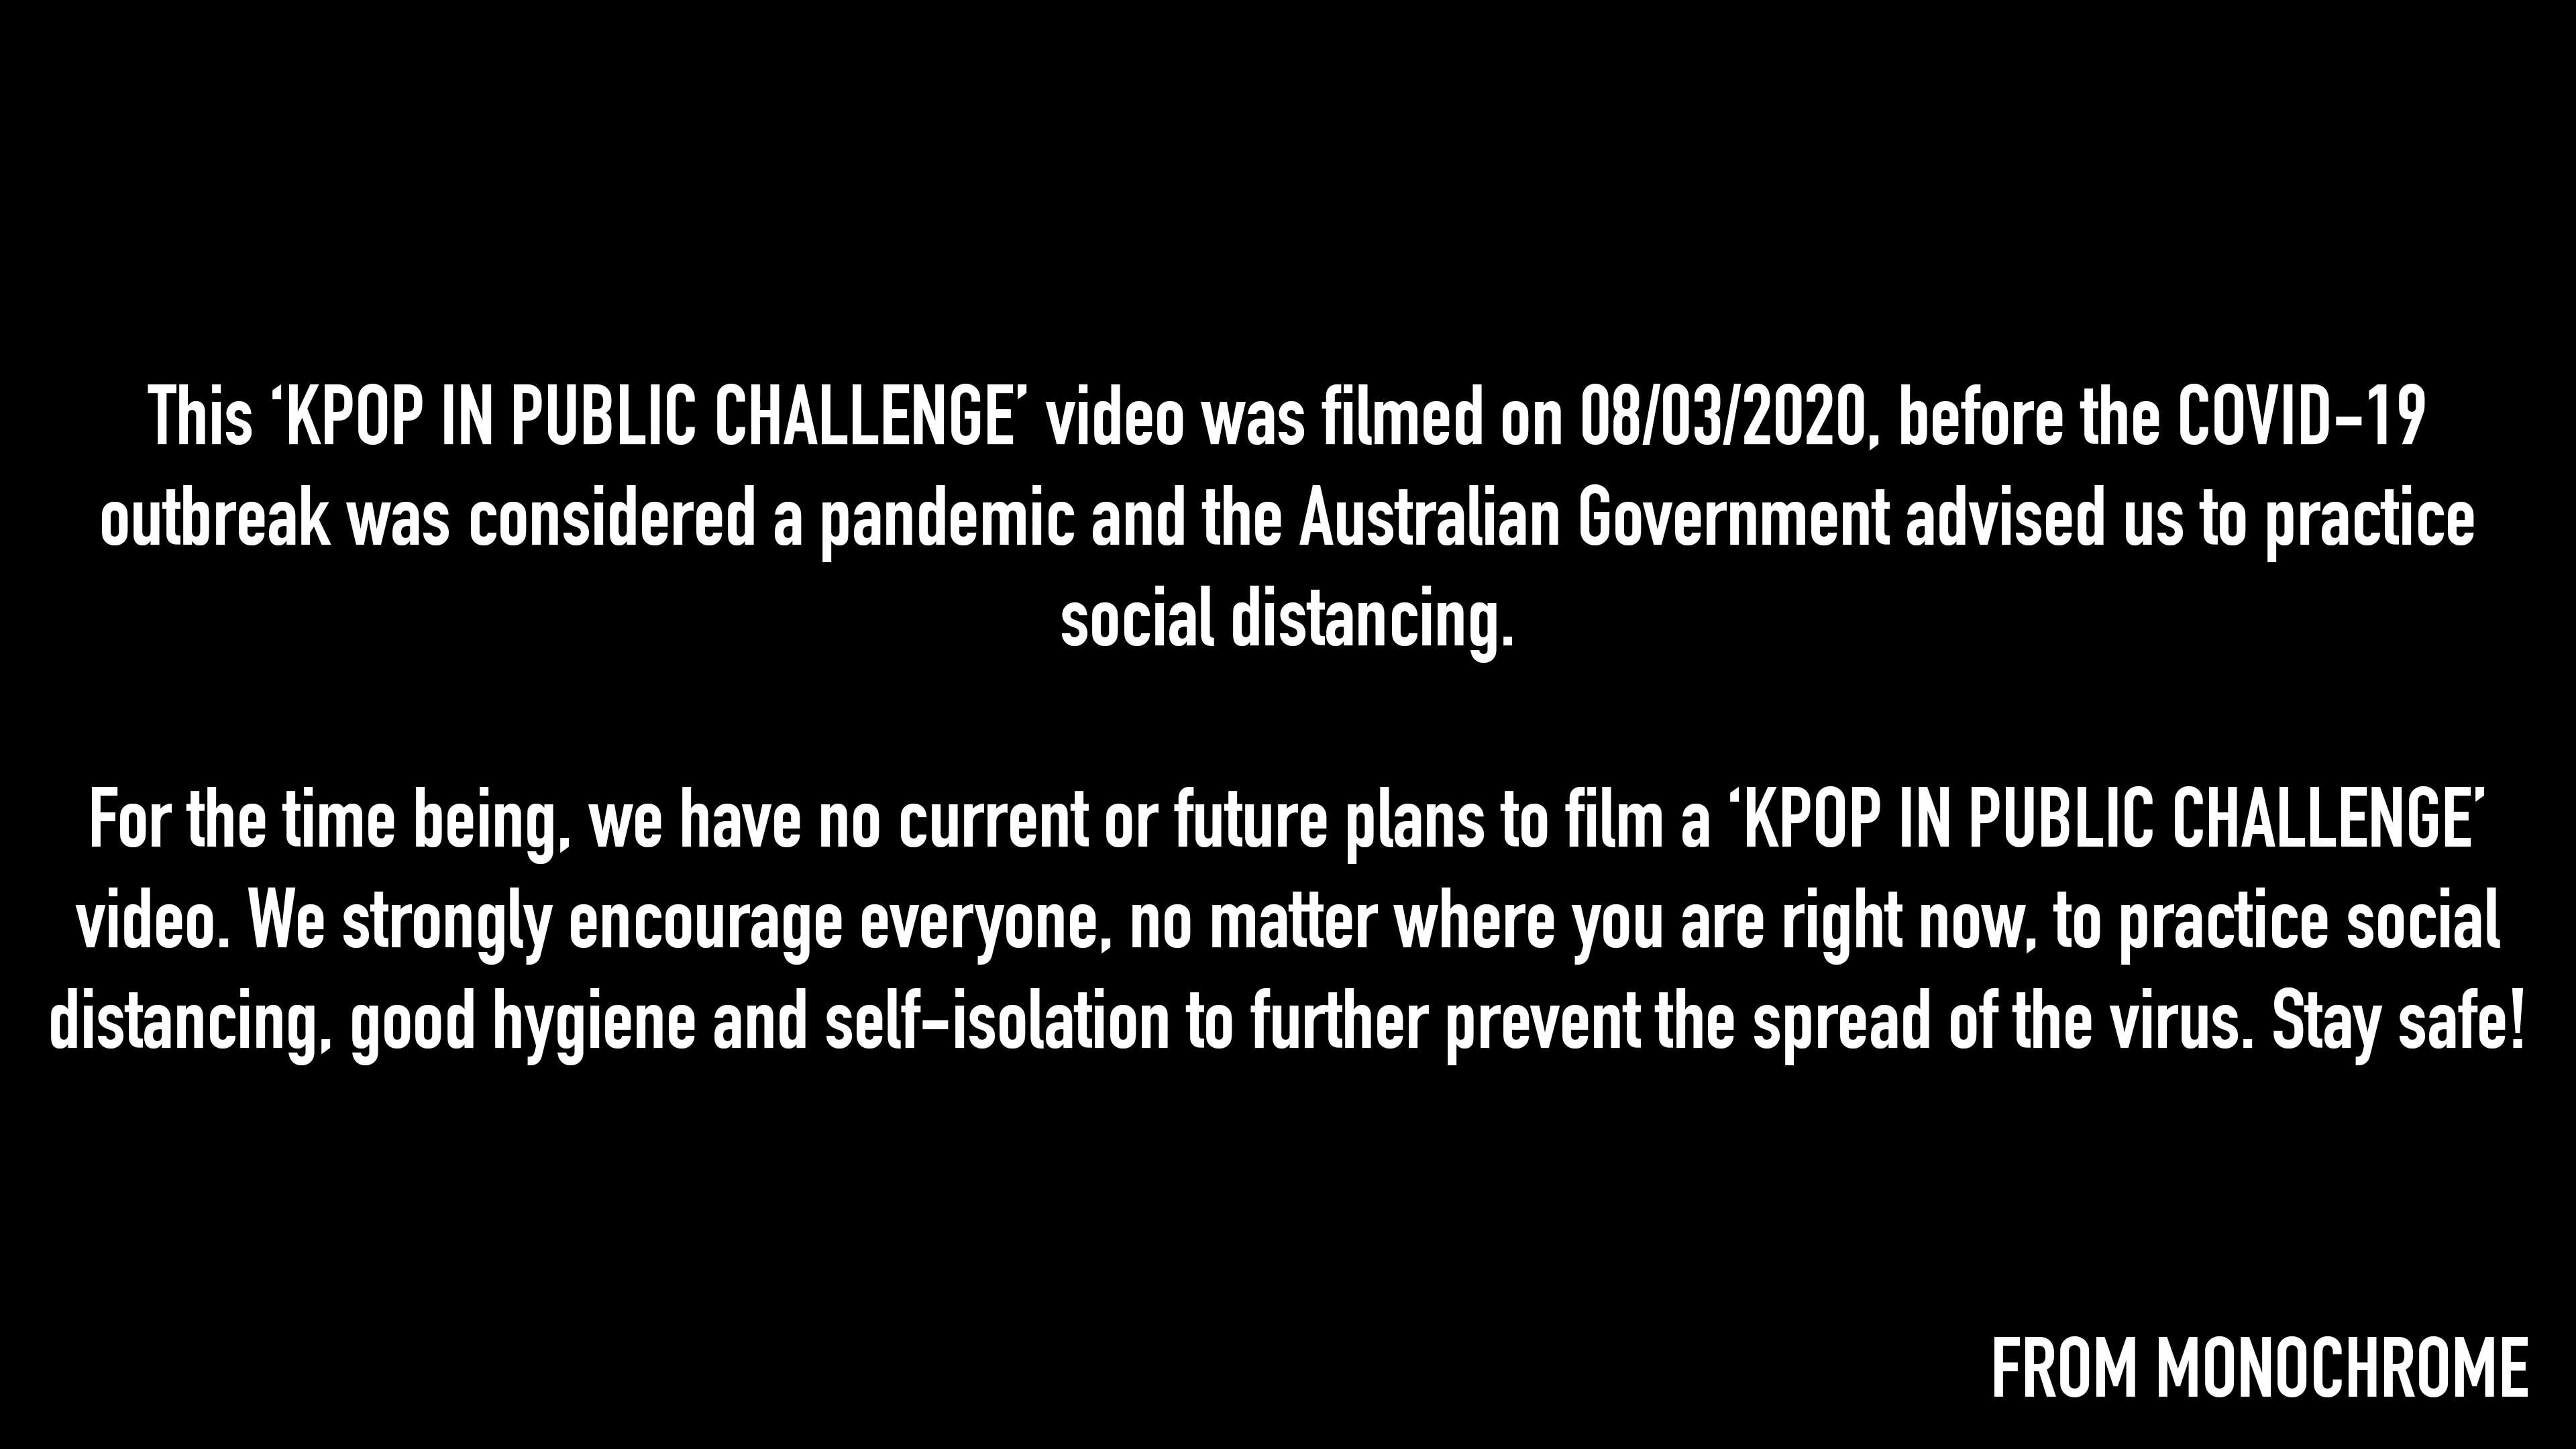 This ‘KPOP IN PUBLIC CHALLENGE’ video was filmed on 08/03/2020, before the COVID-19
outbreak was considered a pandemic and the Australian Government advised us to practice
social distancing.
For the time being, we have no current or future plans to film a ‘KPOP IN PUBLIC CHALLENGE’
video. We strongly encourage everyone, no matter where you are right now, to practice social
distancing, good hygiene and self-isolation to further prevent the spread of the virus. Stay safe!
FROM MONOCHROME